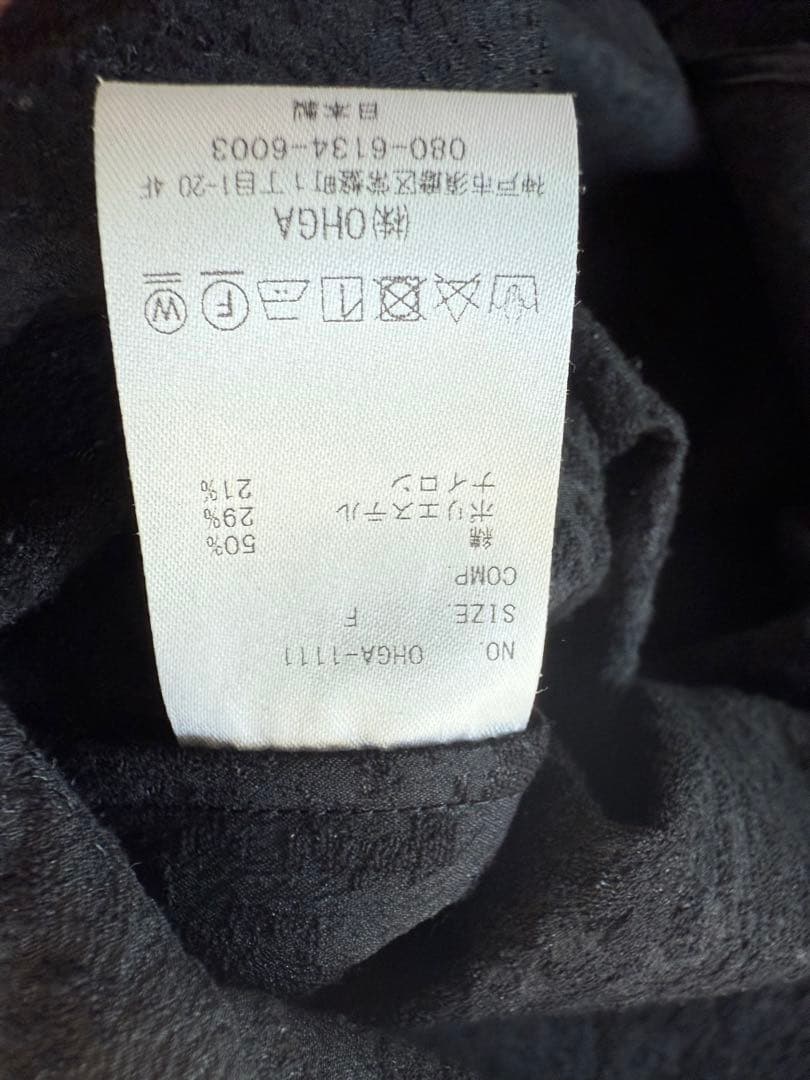 NO. OHGA-1111
SIZE. F
COMP.
綿 50%
ポリエステル 29%
ナイロン 21%
W F
(株)OHGA
神戸市須磨区常盤町1丁目1-20 4F
080-6134-6003
日本製